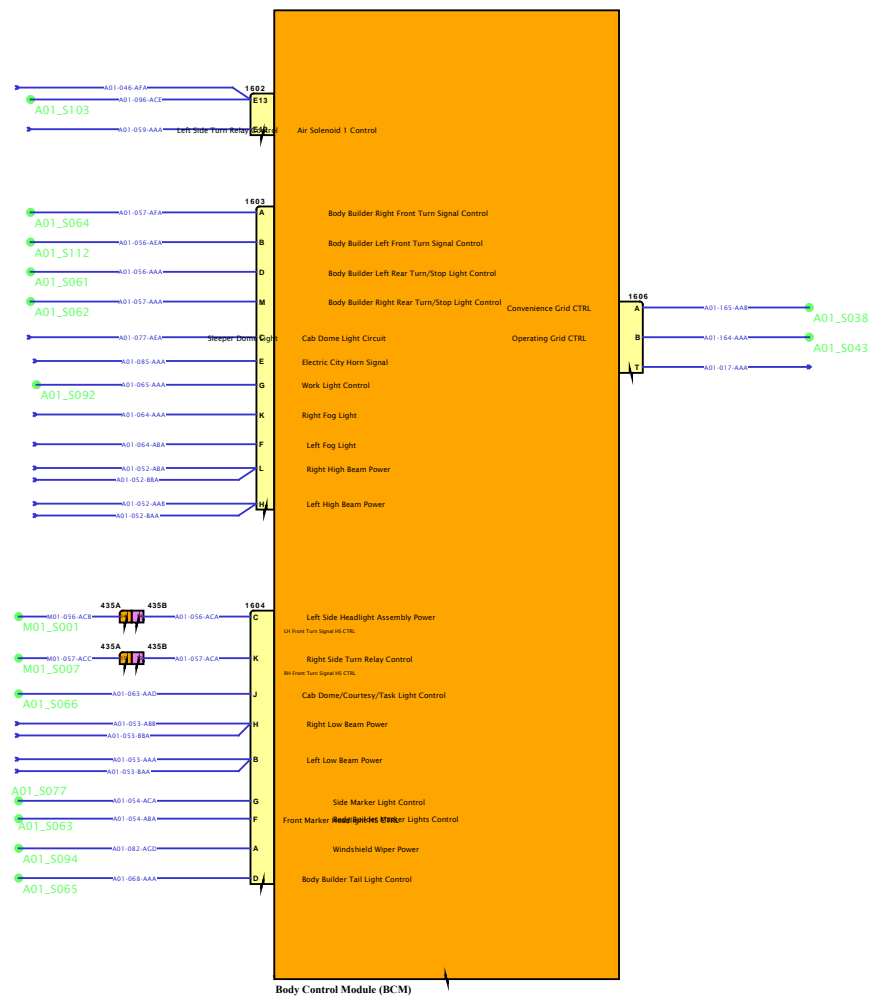 A01-046-AFA
1602
A01-096-ACE E13
A01_S103
A01-059-AAA Left Side Turn Relay Control Air Solenoid 1 Control
1603
A01-057-AFA A Body Builder Right Front Turn Signal Control
A01_S064
A01-056-AEA B Body Builder Left Front Turn Signal Control
A01_S112
A01-056-AAA D Body Builder Left Rear Turn/Stop Light Control
A01_S061
1606
A01-057-AAA M Body Builder Right Rear Turn/Stop Light Control
A01_S062
Convenience Grid CTRL A A01-165-AAB
A01_S038
A01-077-AEA Sleeper Dome Light C Cab Dome Light Circuit Operating Grid CTRL B A01-164-AAA
A01_S043
A01-085-AAA E Electric City Horn Signal
T A01-017-AAA
A01-065-AAA G Work Light Control
A01_S092
A01-064-AAA K Right Fog Light
A01-064-ABA F Left Fog Light
A01-052-ABA L Right High Beam Power
A01-052-BBA
A01-052-AAB H Left High Beam Power
A01-052-BAA
435A 435B 1604
M01-056-ACB A01-056-ACA C Left Side Headlight Assembly Power
M01_S001
LH Front Turn Signal HS CTRL
435A 435B
M01-057-ACC A01-057-ACA K Right Side Turn Relay Control
M01_S007
RH Front Turn Signal HS CTRL
A01-063-AAD J Cab Dome/Courtesy/Task Light Control
A01_S066
A01-053-ABB H Right Low Beam Power
A01-053-BBA
A01-053-AAA B Left Low Beam Power
A01-053-BAA
A01_S077
A01-054-ACA G Side Marker Light Control
A01-054-ABA F Front Marker Headlight HS CTRL Body Builder Marker Lights Control
A01_S063
A01-082-AGD A Windshield Wiper Power
A01_S094
A01-068-AAA D Body Builder Tail Light Control
A01_S065
Body Control Module (BCM)